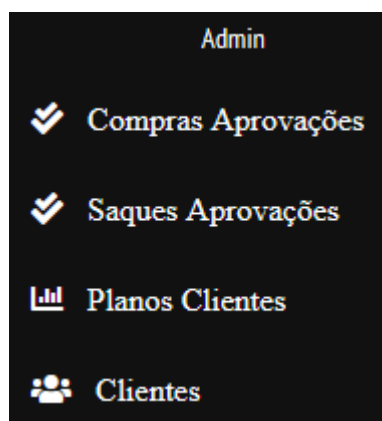 Admin
Compras Aprovações
Saques Aprovações
Planos Clientes
Clientes